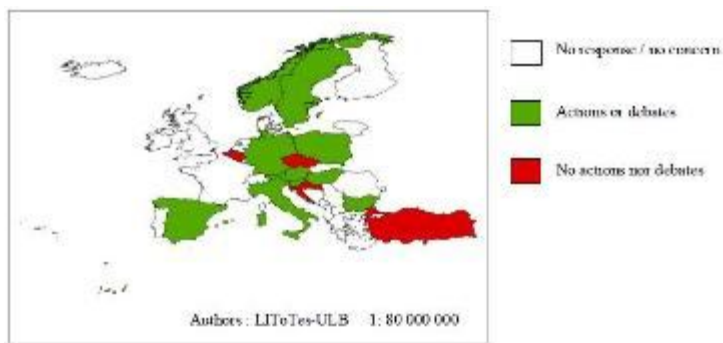 No response / no concern
Actions or debates
No actions nor debates
Authors : LIToTes-ULB 1: 80 000 000